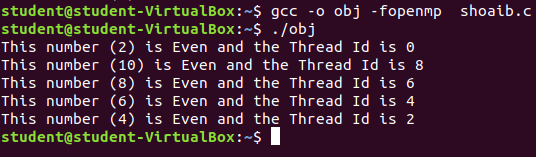 student@student-VirtualBox:~$ gcc -o obj -fopenmp  shoaib.c
student@student-VirtualBox:~$ ./obj
This number (2) is Even and the Thread Id is 0
This number (10) is Even and the Thread Id is 8
This number (8) is Even and the Thread Id is 6
This number (6) is Even and the Thread Id is 4
This number (4) is Even and the Thread Id is 2
student@student-VirtualBox:~$